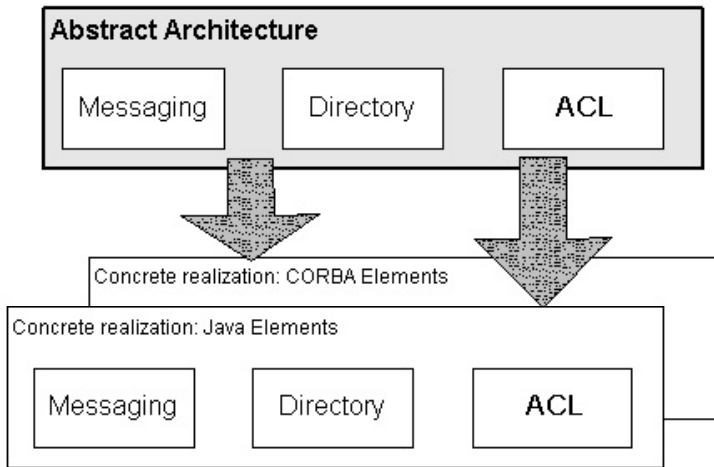 Abstract Architecture
Messaging Directory ACL
Concrete realization: CORBA Elements
Concrete realization: Java Elements
Messaging Directory ACL